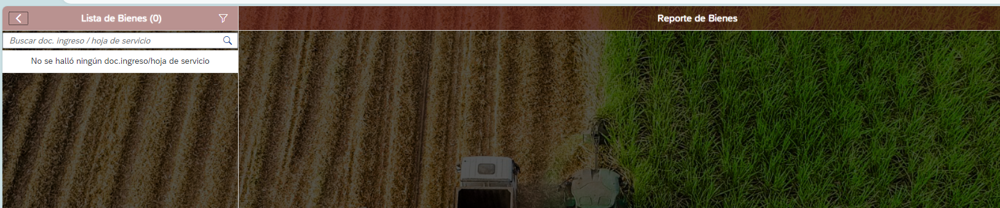 Lista de Bienes (0)
Reporte de Bienes
Buscar doc. ingreso / hoja de servicio
No se halló ningún doc.ingreso/hoja de servicio